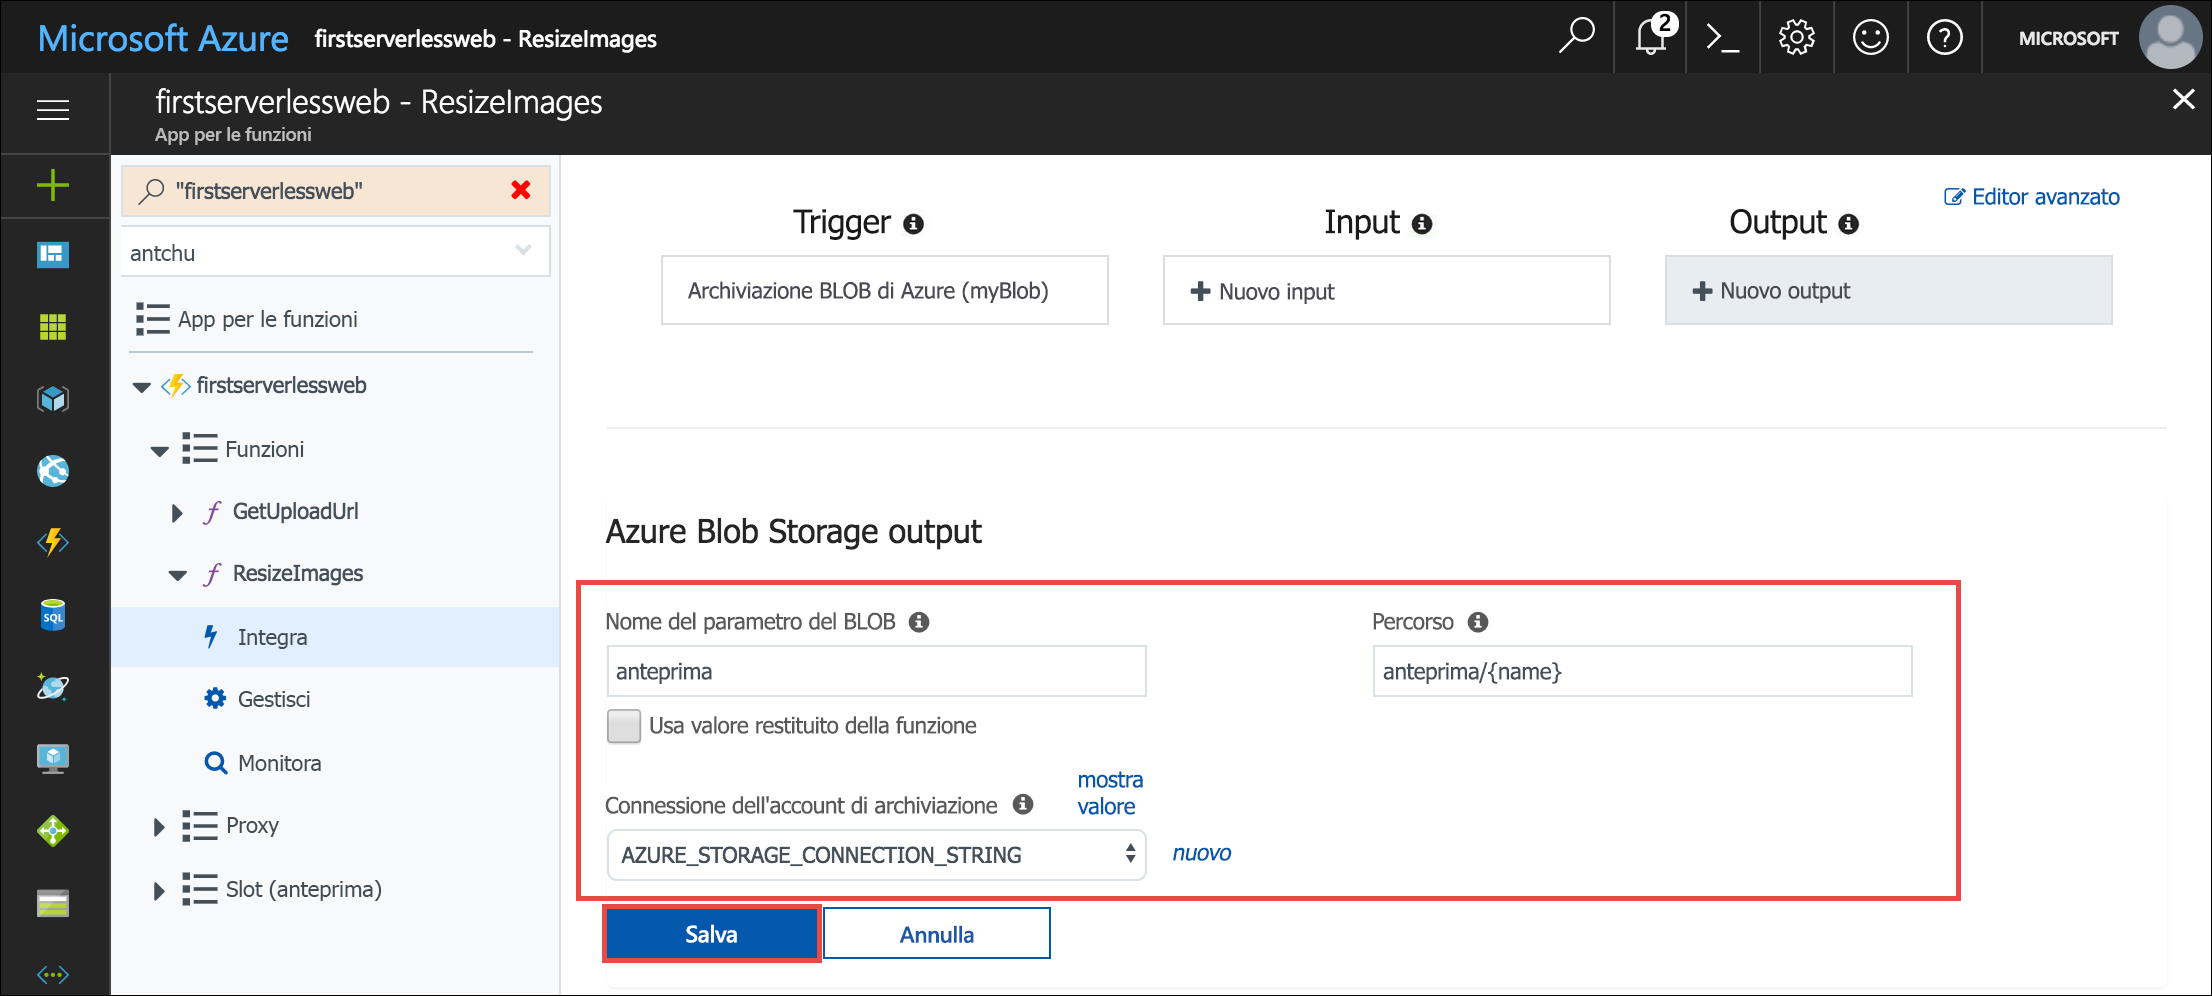 Microsoft Azure firstserverlessweb - ResizeImages
2
MICROSOFT
firstserverlessweb - ResizeImages
App per le funzioni
"firstserverlessweb"
antchu
App per le funzioni
firstserverlessweb
Funzioni
GetUploadUrl
ResizeImages
Integra
Gestisci
Monitora
Proxy
Slot (anteprima)
SQL
Editor avanzato
Trigger
Input
Output
Archiviazione BLOB di Azure (myBlob)
Nuovo input
Nuovo output
Azure Blob Storage output
Nome del parametro del BLOB
Percorso
anteprima
anteprima/{name}
Usa valore restituito della funzione
Connessione dell'account di archiviazione
mostra
valore
AZURE_STORAGE_CONNECTION_STRING
nuovo
Salva
Annulla